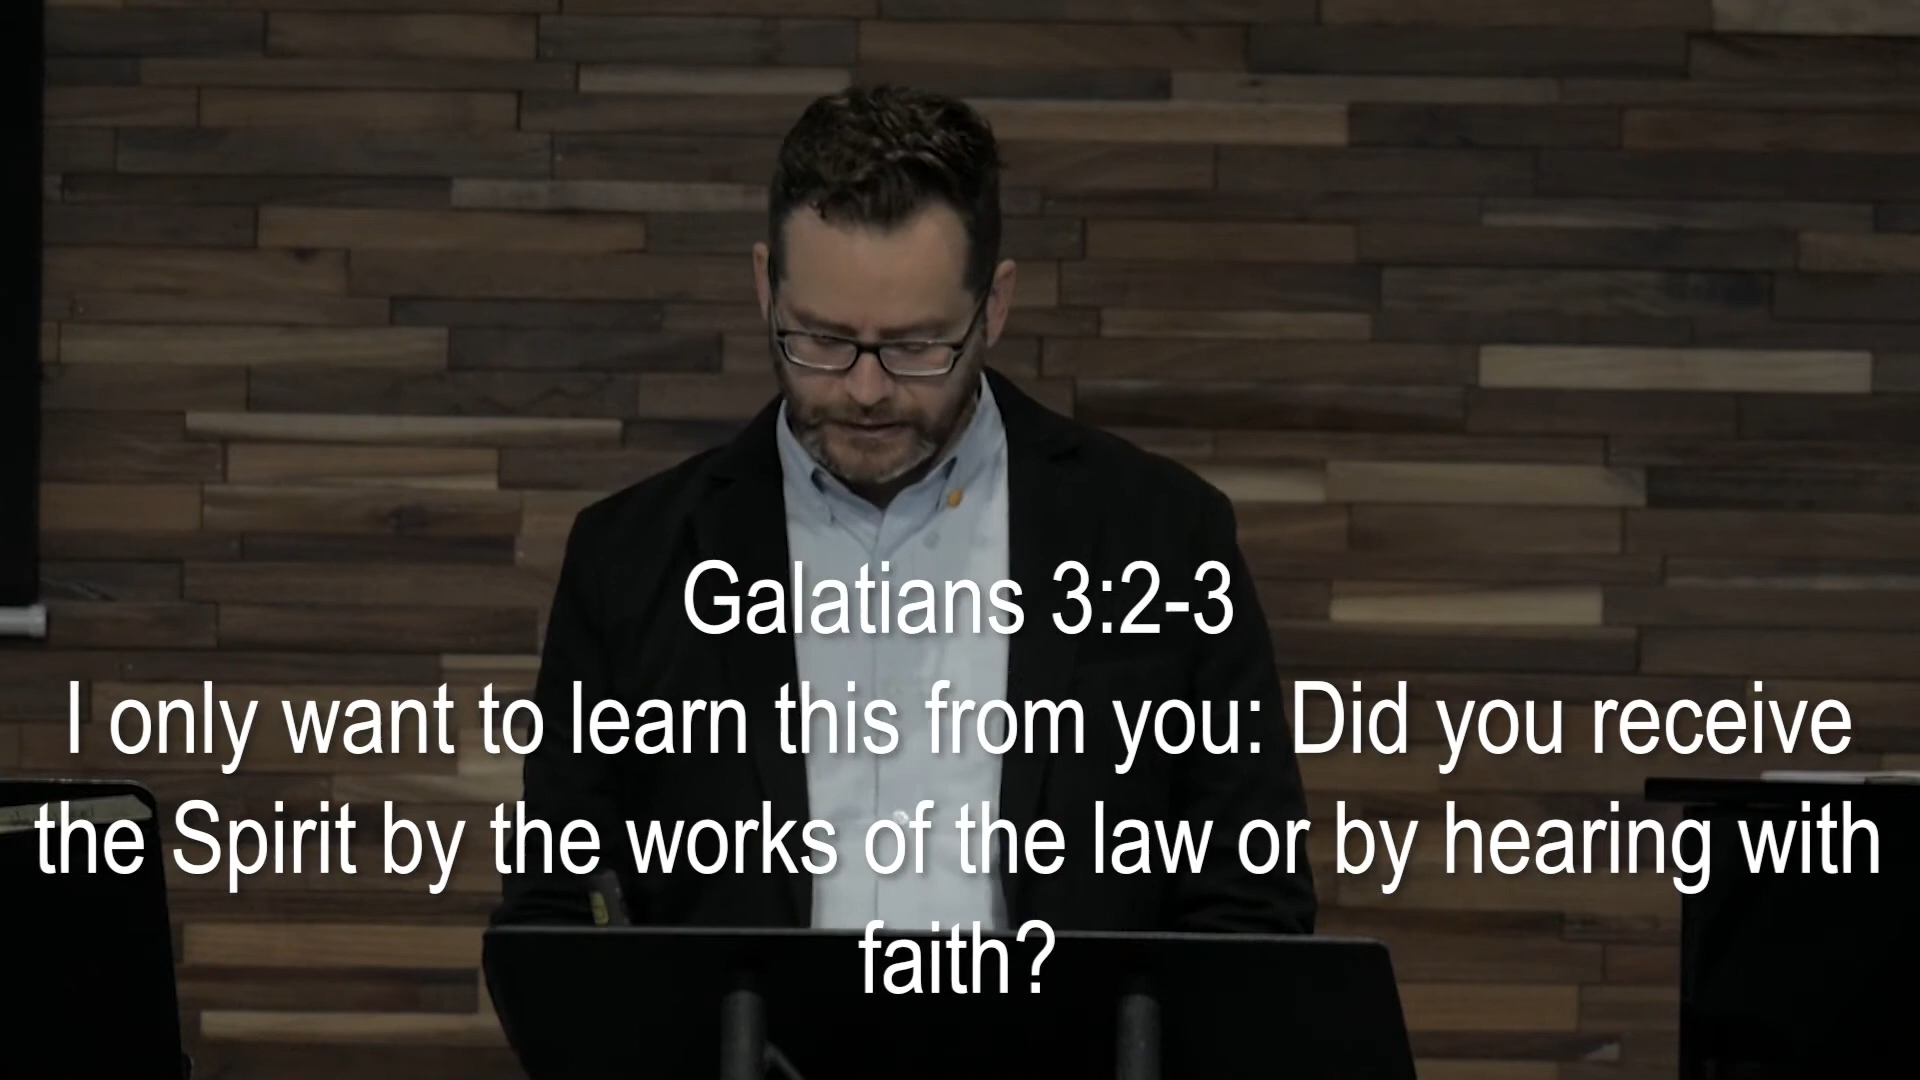 Galatians 3:2-3
I only want to learn this from you: Did you receive
the Spirit by the works of the law or by hearing with
faith?